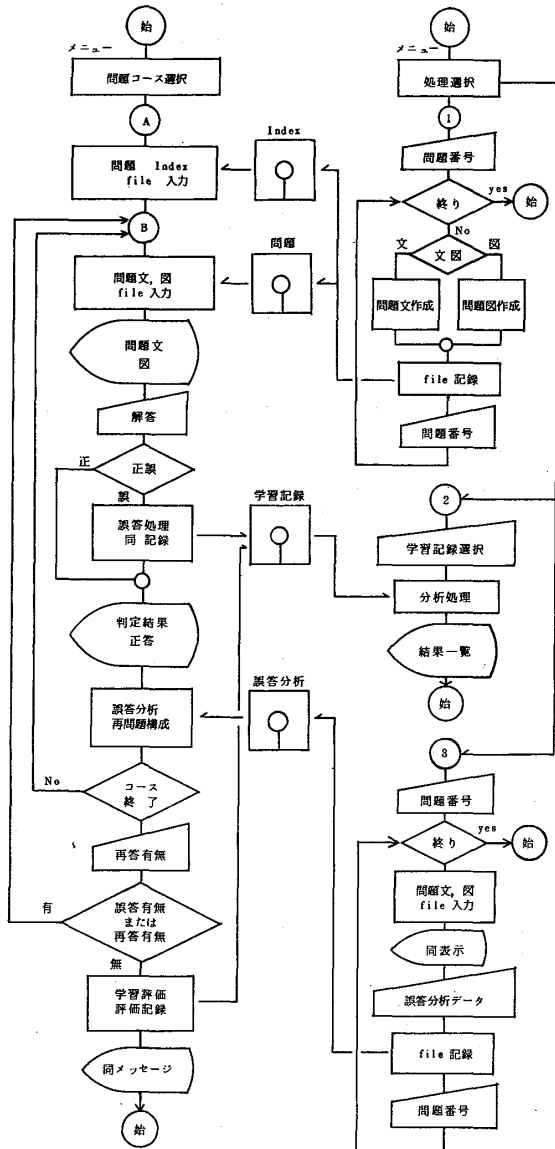 始
メニュー
問題コース選択
A
問題 Index
file 入力
Index
B
問題文, 図
file 入力
問題
問題文
図
解答
正誤
正
誤
誤答処理
同 記録
学習記録
判定結果
正答
誤答分析
再問題構成
誤答分析
コース
終 了
No
再答有無
誤答有無
または
再答有無
有
無
学習評価
評価記録
同メッセージ
始
始
メニュー
処理選択
1
問題番号
終り
yes
始
No
文図
文
図
問題文作成
問題図作成
file 記録
問題番号
2
学習記録選択
分析処理
結果一覧
始
3
問題番号
終り
yes
始
問題文, 図
file 入力
同表示
誤答分析データ
file 記録
問題番号